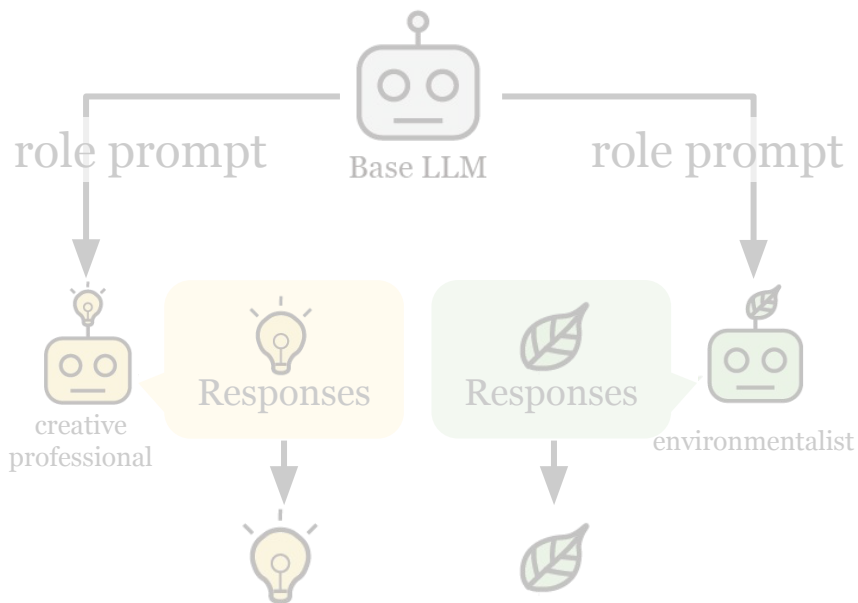 role prompt
role prompt
Base LLM
Responses
Responses
creative
professional
environmentalist